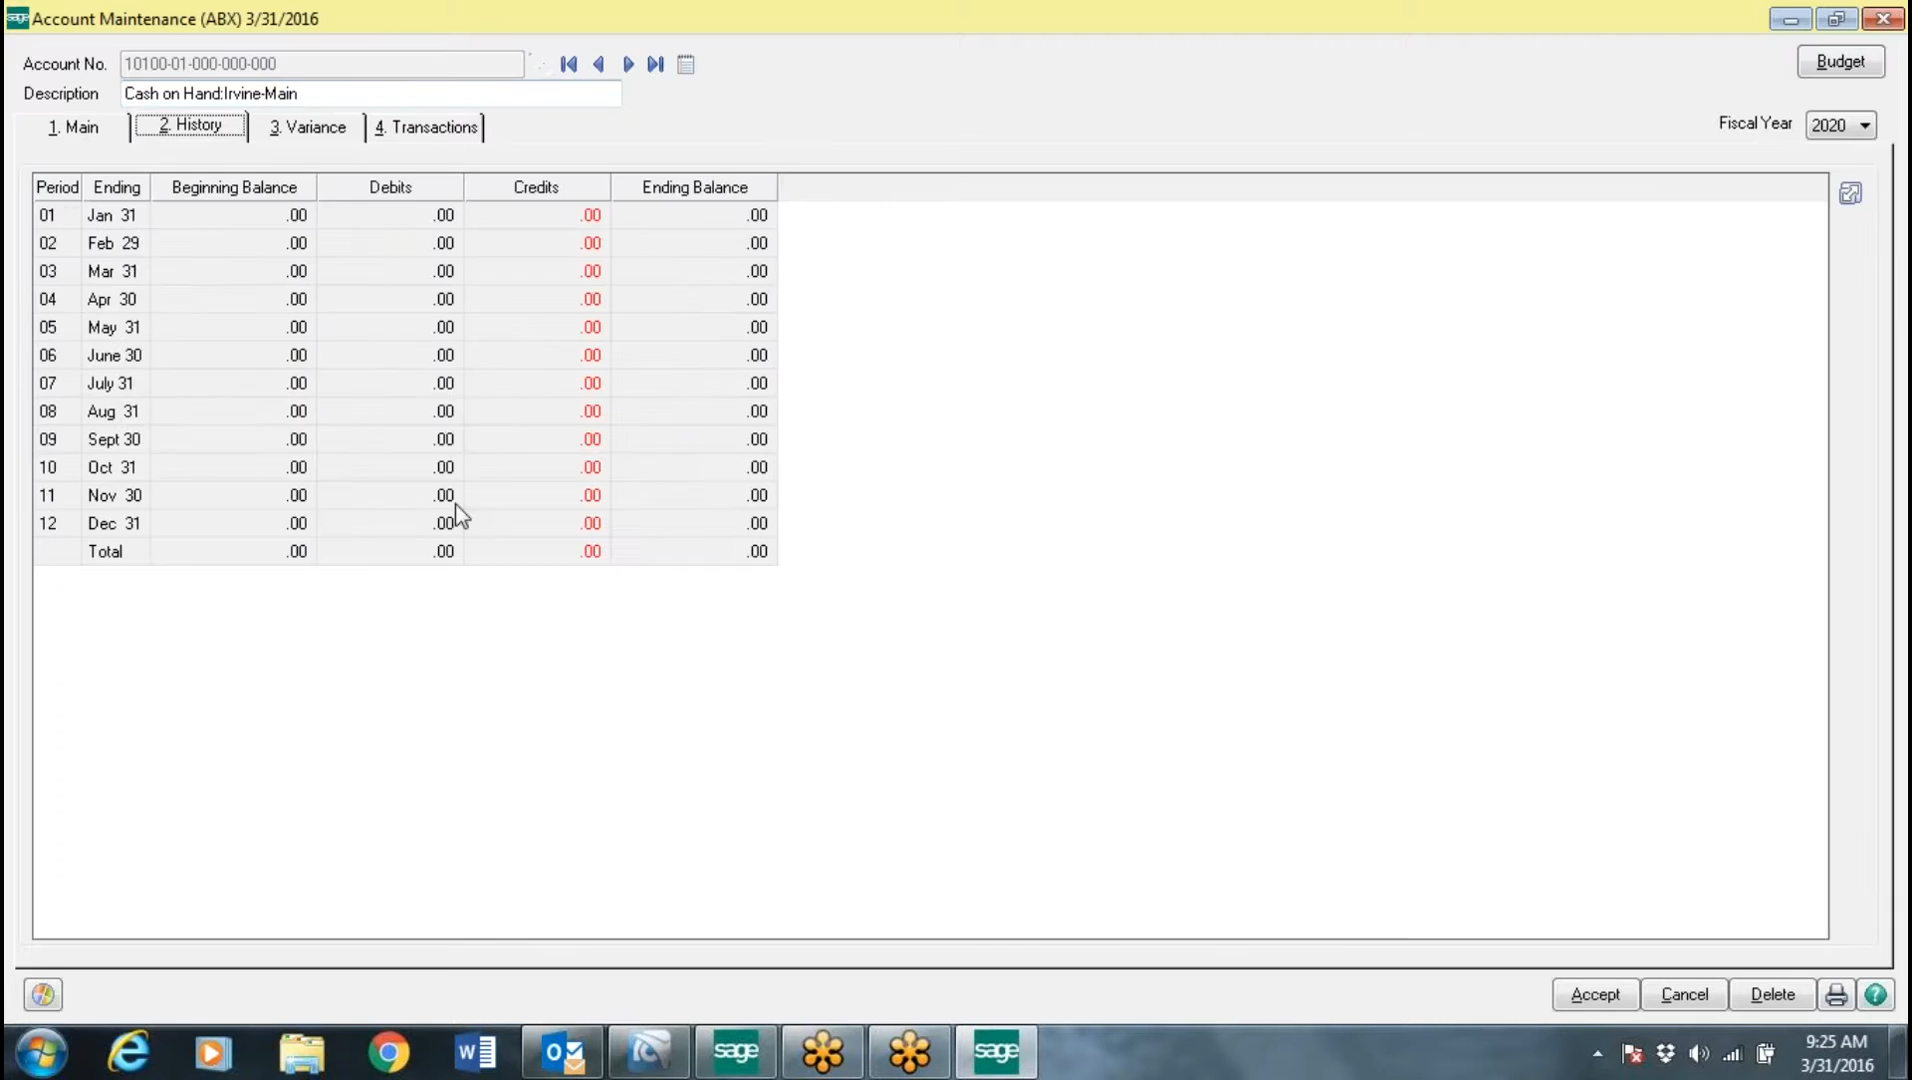 sage Account Maintenance (ABX) 3/31/2016
Account No. 10100-01-000-000-000 Budget
Description Cash on Hand:Irvine-Main
1. Main 2. History 3. Variance 4. Transactions Fiscal Year 2020
Period Ending Beginning Balance Debits Credits Ending Balance
01 Jan 31 .00 .00 .00 .00
02 Feb 29 .00 .00 .00 .00
03 Mar 31 .00 .00 .00 .00
04 Apr 30 .00 .00 .00 .00
05 May 31 .00 .00 .00 .00
06 June 30 .00 .00 .00 .00
07 July 31 .00 .00 .00 .00
08 Aug 31 .00 .00 .00 .00
09 Sept 30 .00 .00 .00 .00
10 Oct 31 .00 .00 .00 .00
11 Nov 30 .00 .00 .00 .00
12 Dec 31 .00 .00 .00 .00
Total .00 .00 .00 .00
Accept Cancel Delete
sage sage 9:25 AM
3/31/2016